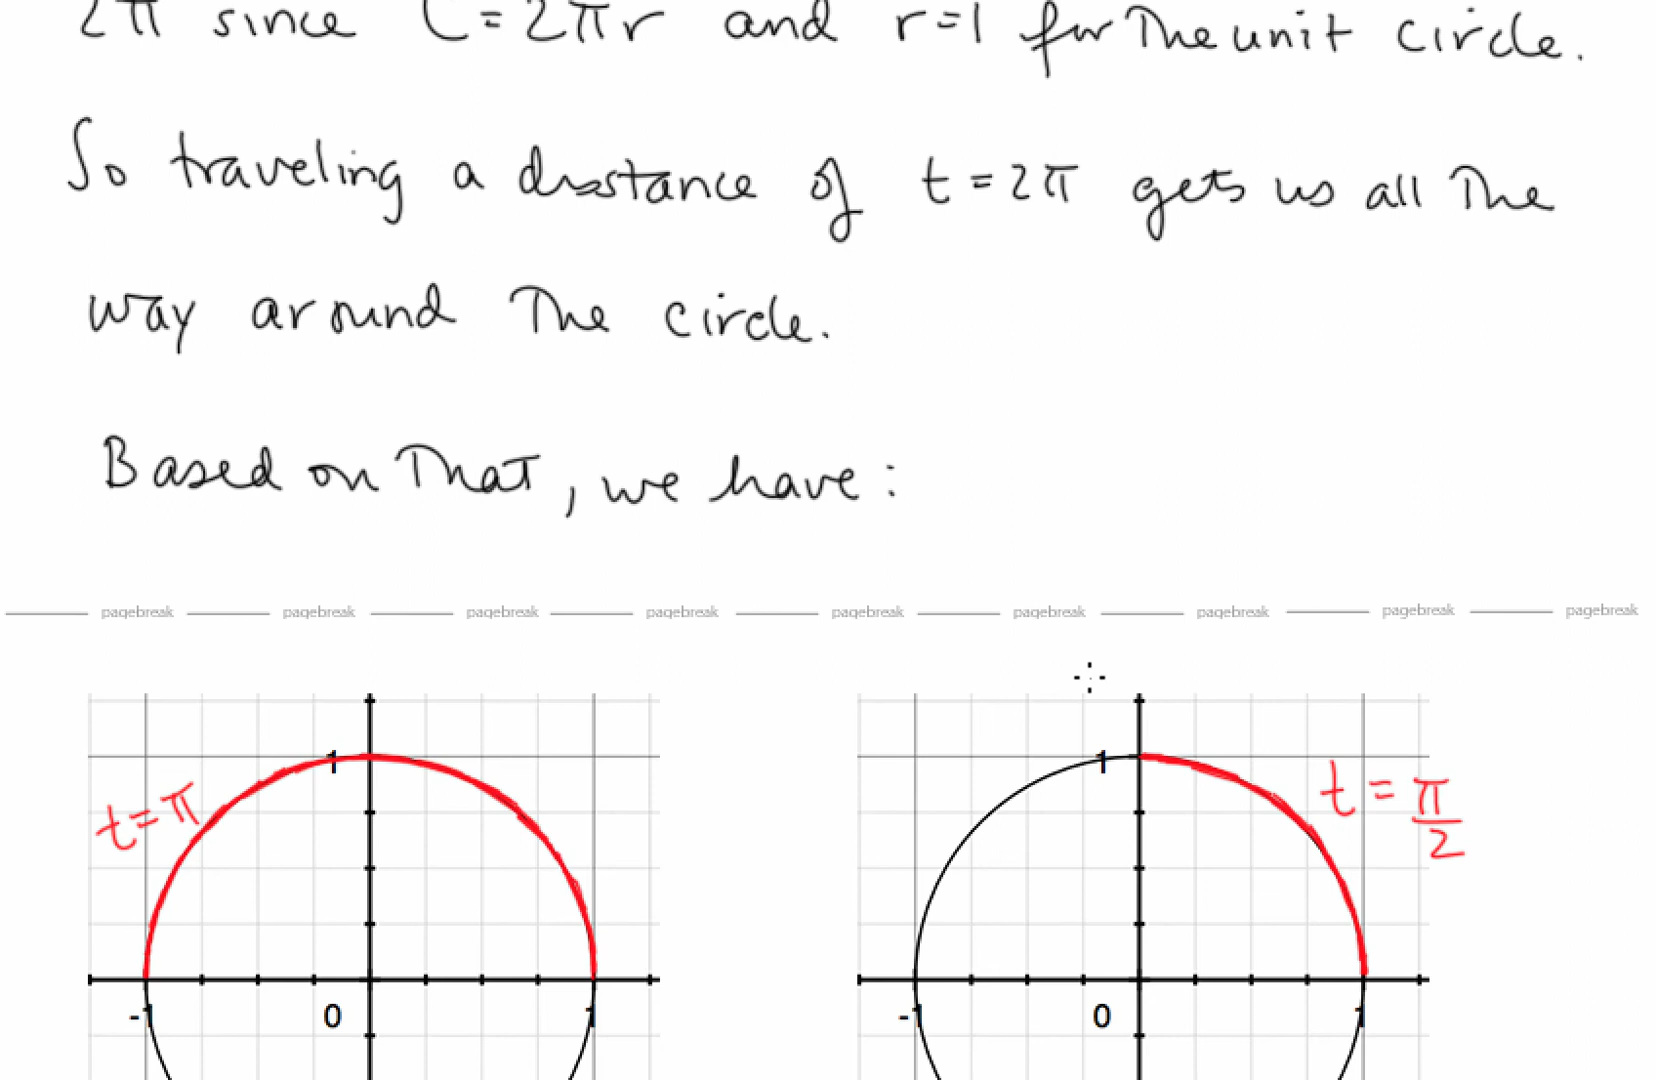 2π since C=2πr and r=1 for the unit circle.
So traveling a distance of t=2π gets us all the
way around the circle.
Based on that, we have:
pagebreak pagebreak pagebreak pagebreak pagebreak pagebreak pagebreak pagebreak pagebreak
1
t=π
-1 0 1
1
t=π/2
-1 0 1